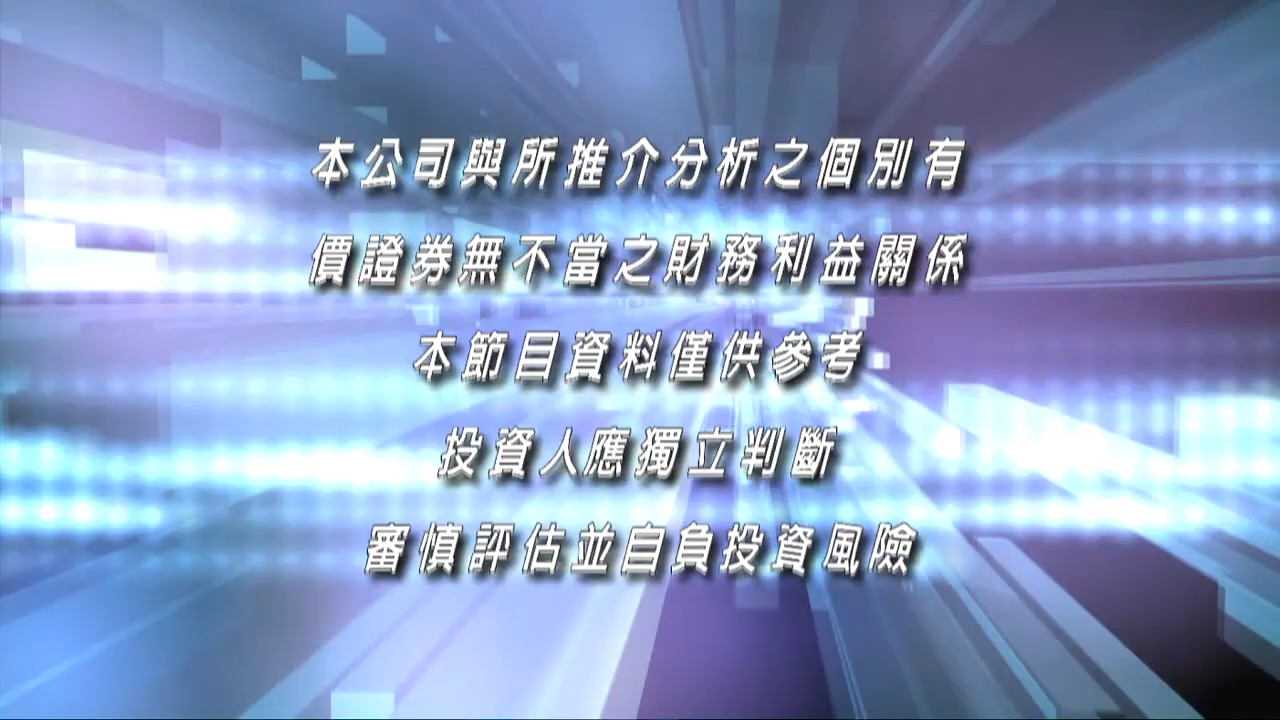 本公司與所推介分析之個別有
價證券無不當之財務利益關係
本節目資料僅供參考
投資人應獨立判斷
審慎評估並自負投資風險